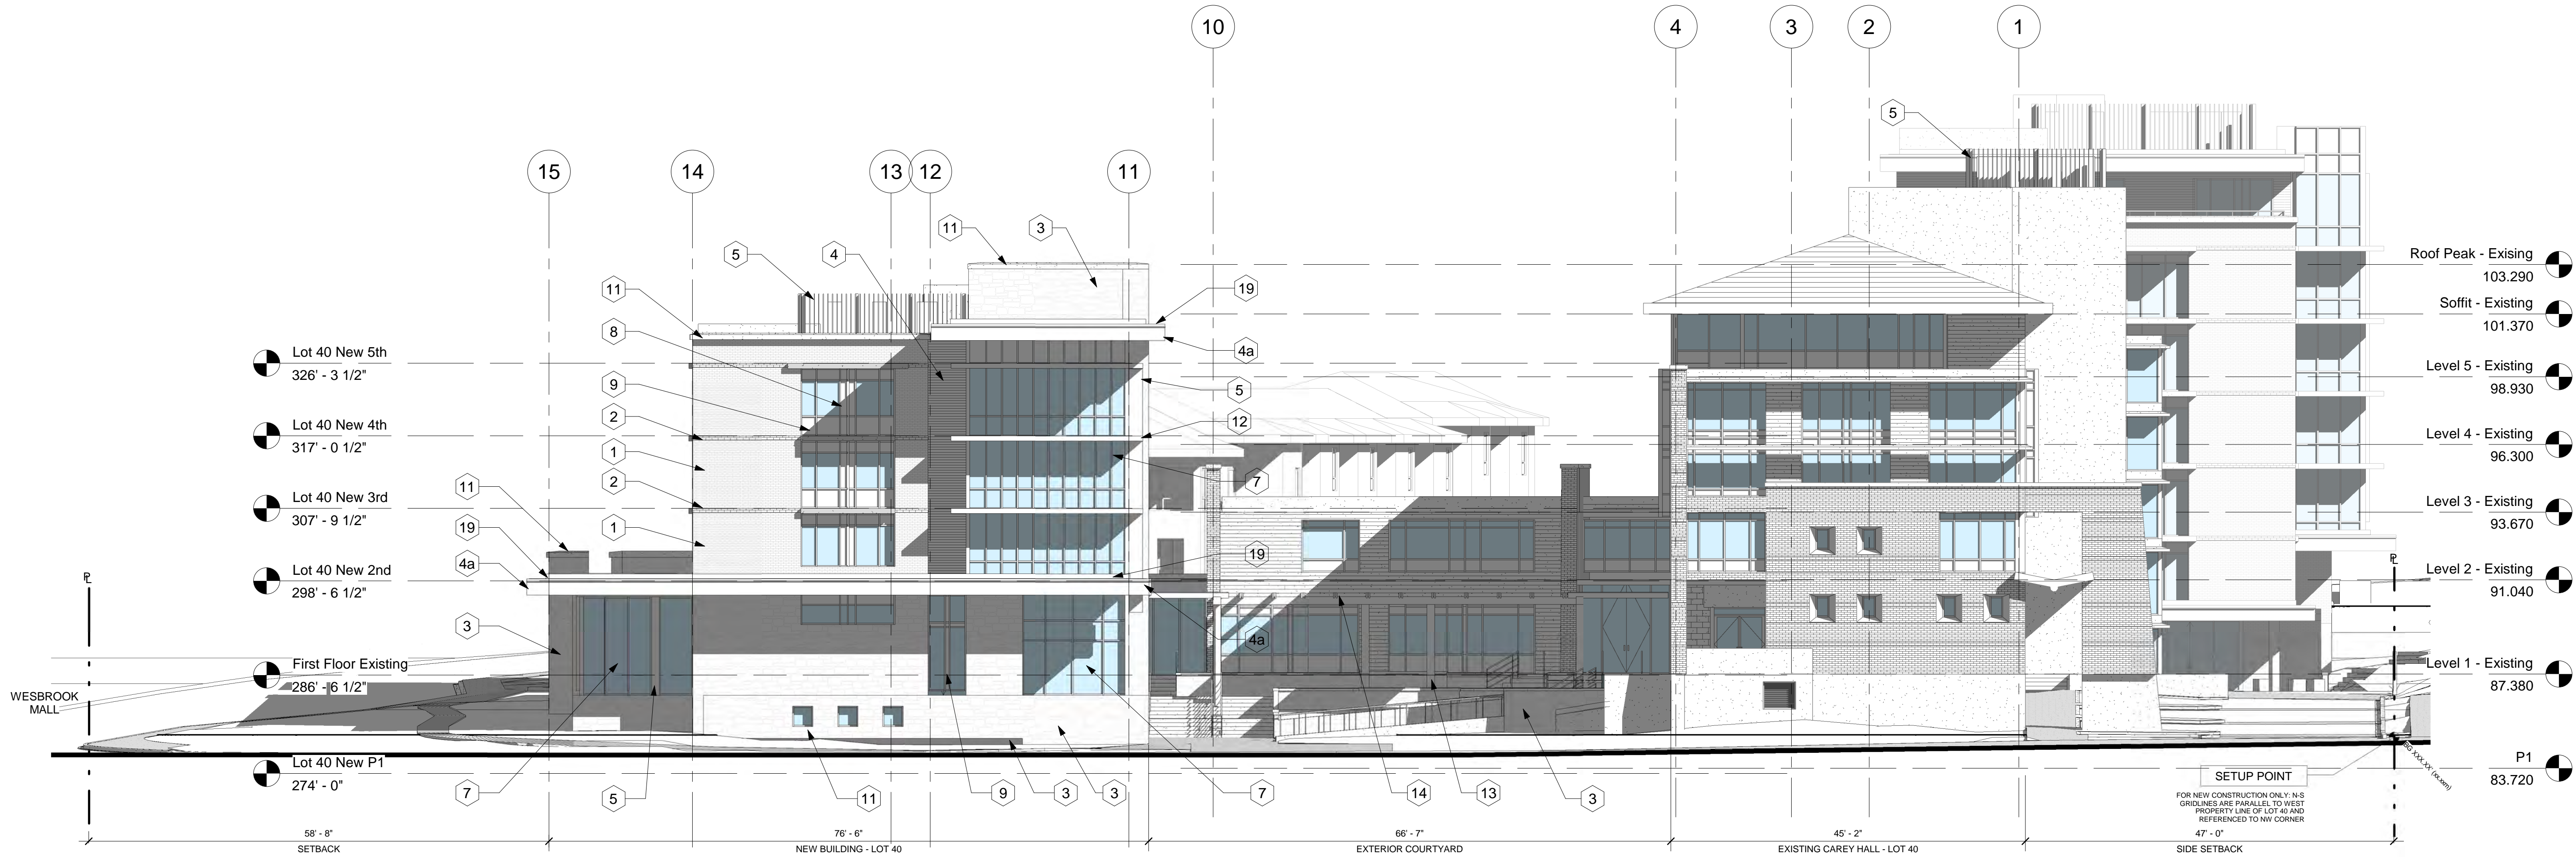 10
4
3
2
1
5
15
14
13
12
11
11
3
5
4
19
11
8
4a
9
5
2
12
1
7
2
11
1
19
19
4a
4a
3
Lot 40 New 5th
326' - 3 1/2"
Lot 40 New 4th
317' - 0 1/2"
Lot 40 New 3rd
307' - 9 1/2"
Lot 40 New 2nd
298' - 6 1/2"
First Floor Existing
286' - 6 1/2"
Lot 40 New P1
274' - 0"
WESBROOK
MALL
PL
Roof Peak - Exising
103.290
Soffit - Existing
101.370
Level 5 - Existing
98.930
Level 4 - Existing
96.300
Level 3 - Existing
93.670
Level 2 - Existing
91.040
Level 1 - Existing
87.380
P1
83.720
PL
7
5
11
9
3
3
7
14
13
3
SETUP POINT
FOR NEW CONSTRUCTION ONLY: N-S
GRIDLINES ARE PARALLEL TO WEST
PROPERTY LINE OF LOT 40 AND
REFERENCED TO NW CORNER
58' - 8"
SETBACK
76' - 6"
NEW BUILDING - LOT 40
66' - 7"
EXTERIOR COURTYARD
45' - 2"
EXISTING CAREY HALL - LOT 40
47' - 0"
SIDE SETBACK